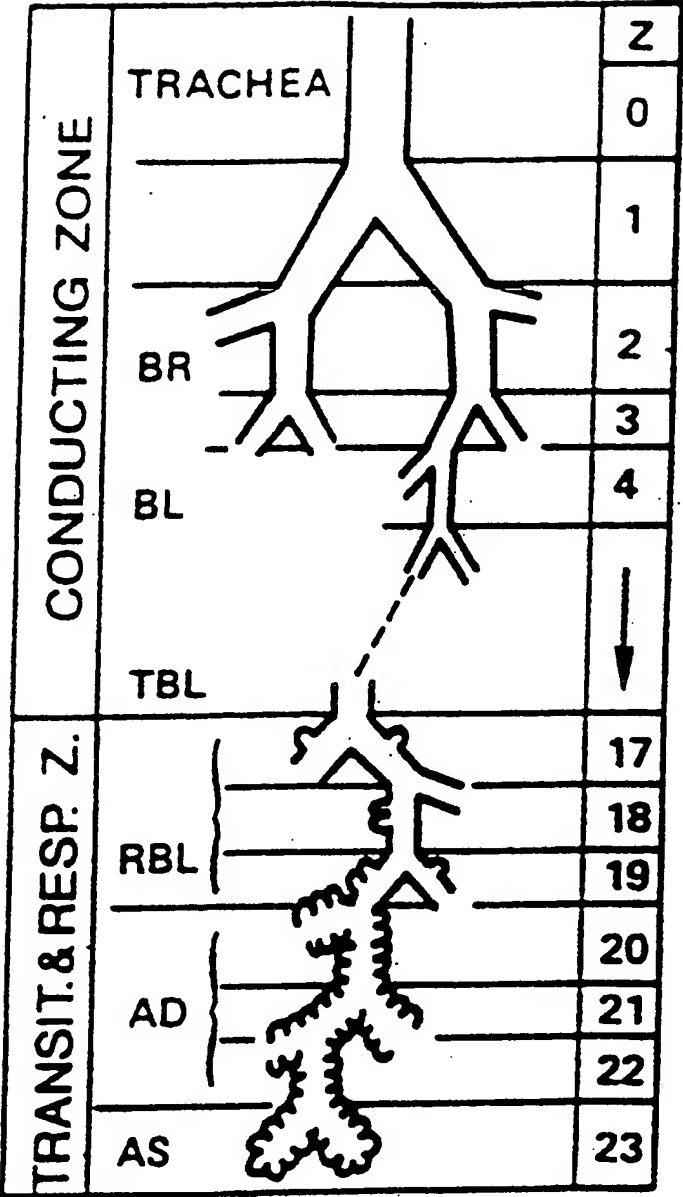 Z
TRACHEA
0
CONDUCTING ZONE
1
BR
2
3
BL
4
TBL
TRANSIT. & RESP. Z.
17
18
RBL
19
20
AD
21
22
AS
23